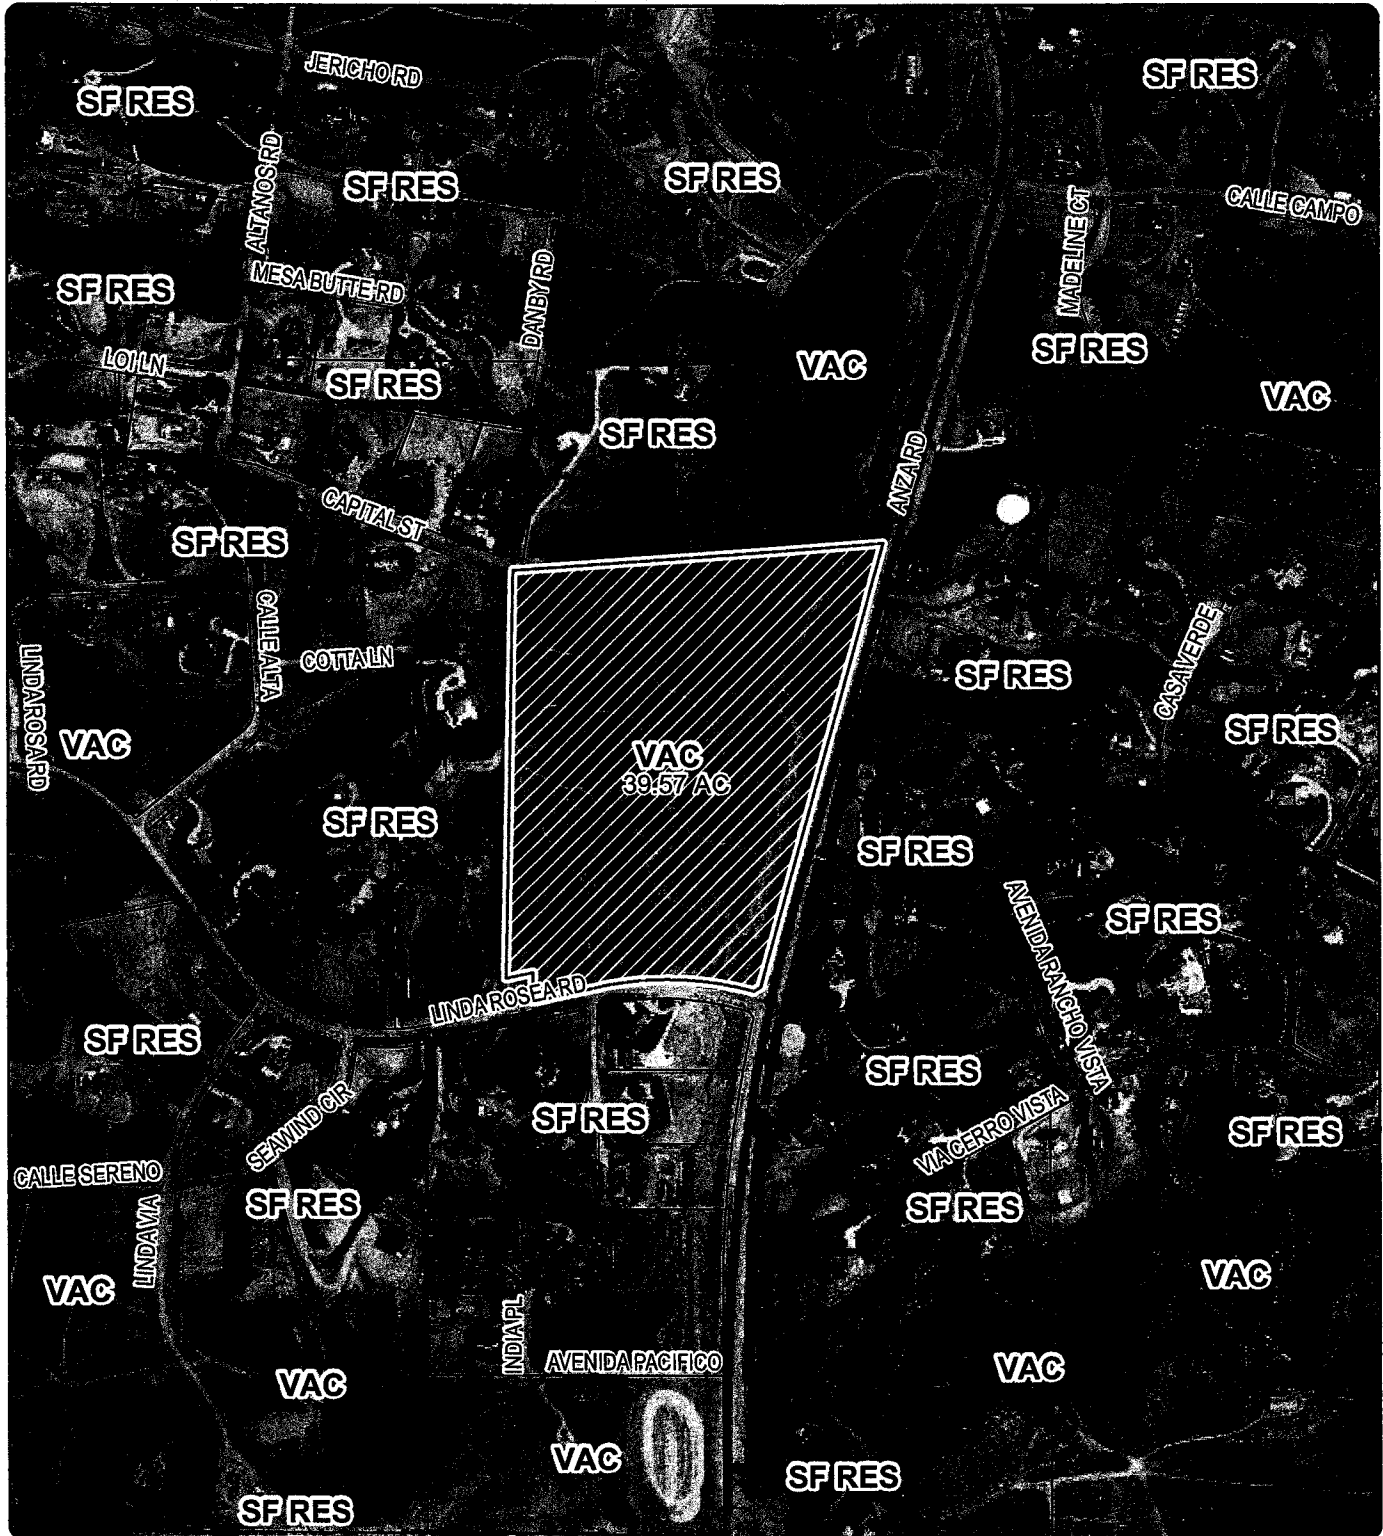 JERICHO RD
SF RES
SF RES
ALTANOS RD
SF RES
SF RES
MADELINE CT
CALLE CAMPO
MESA BUTTE RD
DANBY RD
SF RES
LOI LN
SF RES
VAC
SF RES
VAC
SF RES
ANZA RD
CAPITAL ST
SF RES
CALLE ALTA
COTTA LN
LINDA ROSA RD
VAC
SF RES
CASA VERDE
SF RES
VAC
39.57 AC
SF RES
SF RES
AVENIDA RANCHO VISTA
SF RES
LINDA ROSEA RD
SF RES
SF RES
SEAWIND CIR
SF RES
VIA CERRO VISTA
SF RES
CALLE SERENO
LINDA VIA
SF RES
SF RES
VAC
VAC
INDIA PL
AVENIDA PACIFICO
VAC
VAC
VAC
SF RES
SF RES